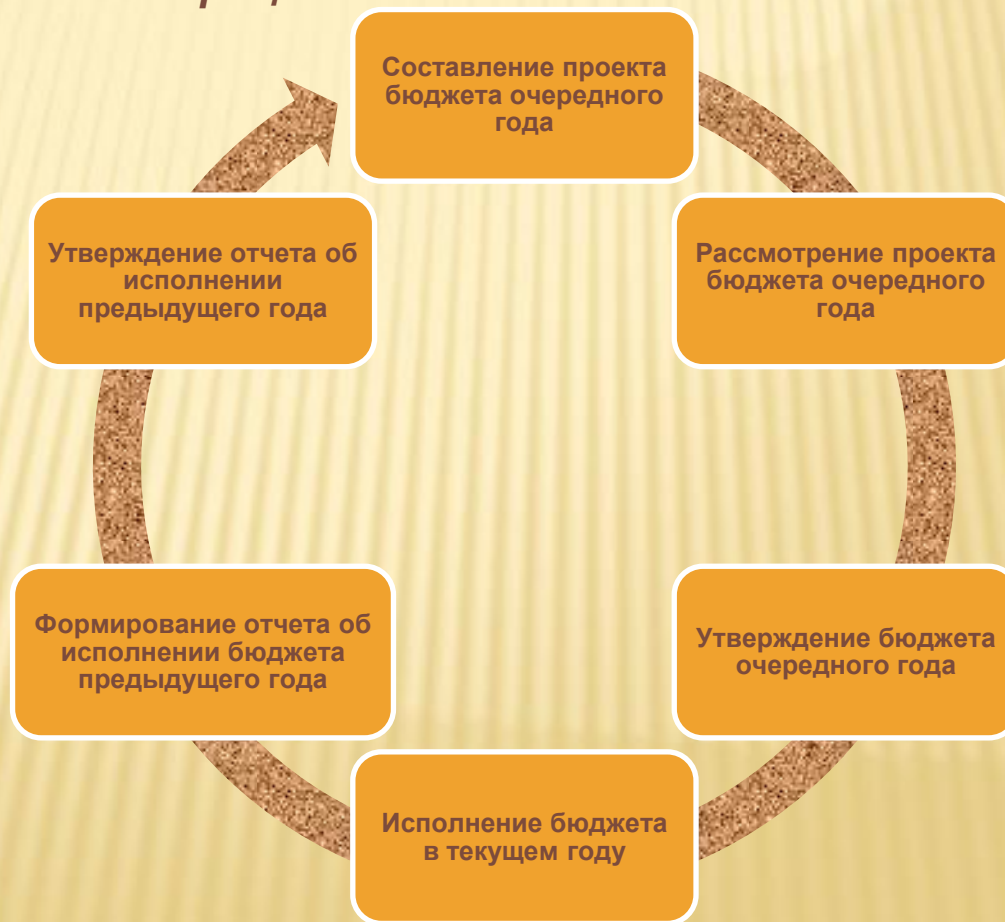 Составление проекта
бюджета очередного
года
Рассмотрение проекта
бюджета очередного
года
Утверждение бюджета
очередного года
Исполнение бюджета
в текущем году
Формирование отчета об
исполнении бюджета
предыдущего года
Утверждение отчета об
исполнении
предыдущего года